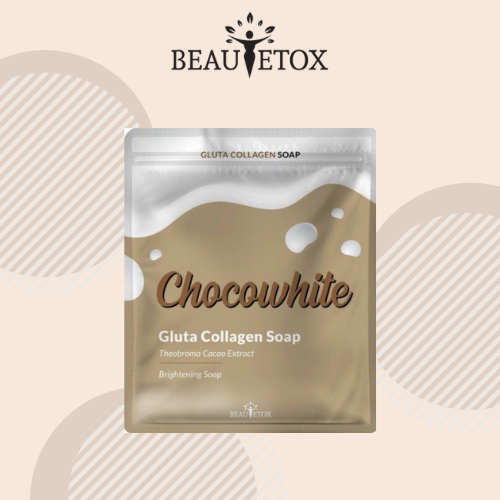 BEAUTETOX
GLUTA COLLAGEN SOAP
Chocowhite
Gluta Collagen Soap
Theobroma Cacao Extract
Brightening Soap
BEAUTETOX